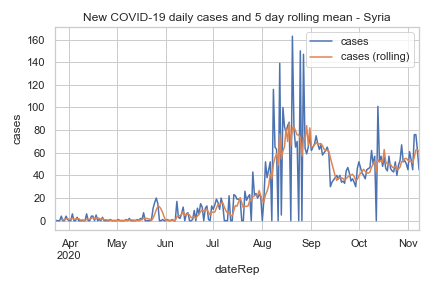 New COVID-19 daily cases and 5 day rolling mean - Syria
cases
cases (rolling)
160
140
120
100
80
60
40
20
0
cases
Apr
2020
May
Jun
Jul
Aug
Sep
Oct
Nov
dateRep